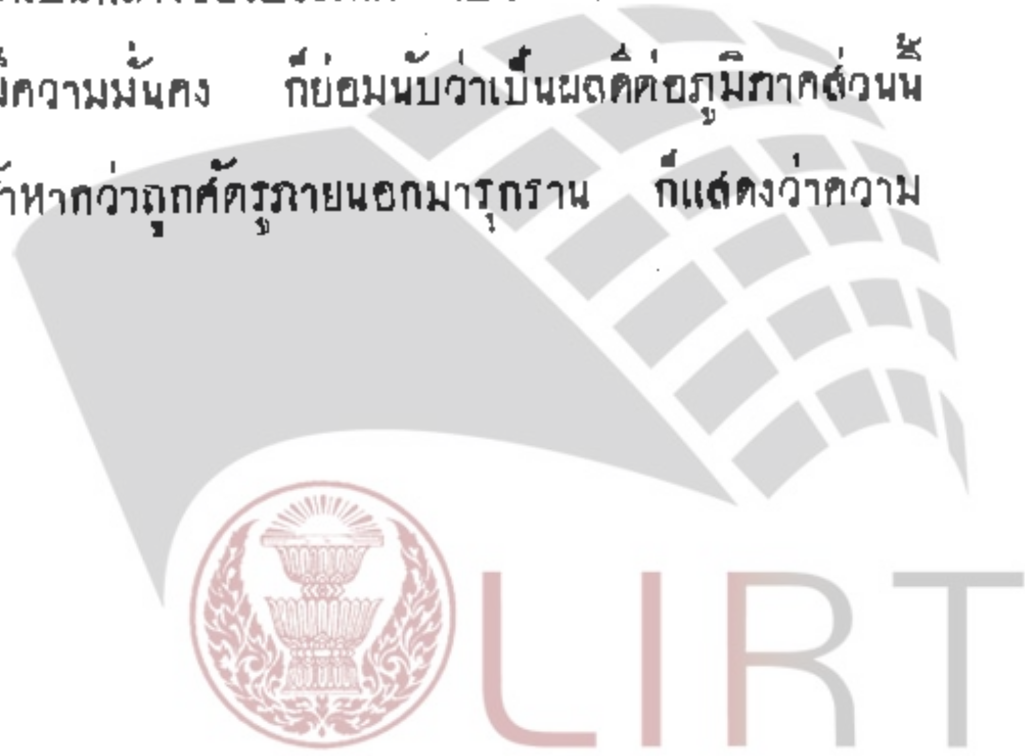 มีความมั่นคง ก็ย่อมนับว่าเป็นผลดีต่อภูมิภาคส่วนนี้
หากว่าถูกศัตรูภายนอกมารุกราน ก็แสดงว่าความ
LIRT